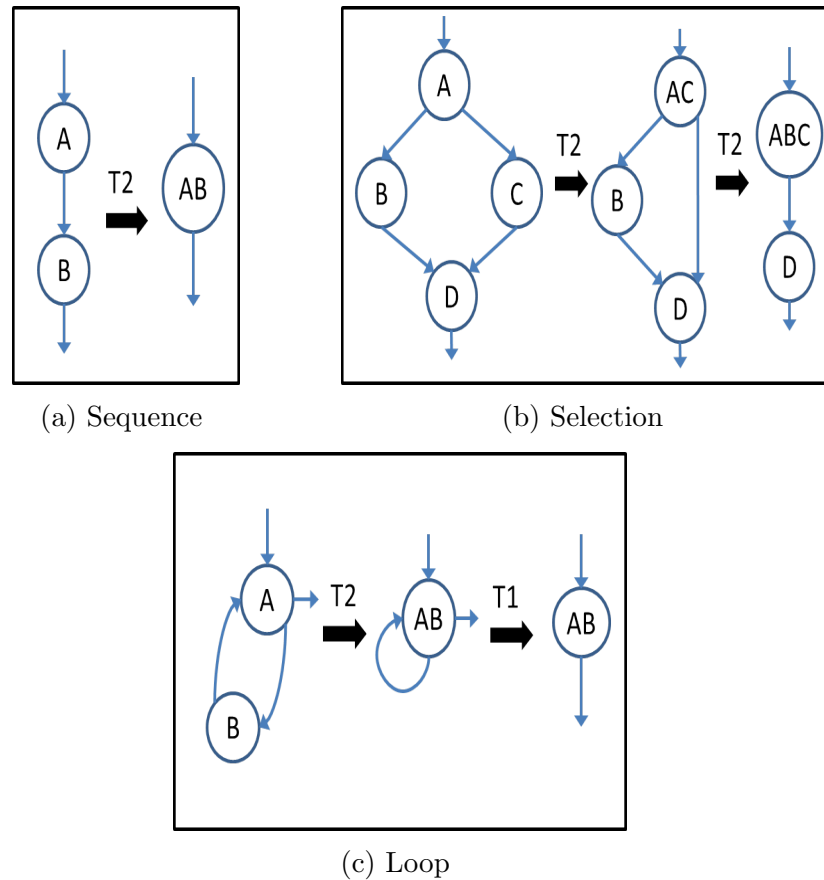 A
T2
B
AB
(a) Sequence
A
B
C
D
T2
AC
B
D
T2
ABC
D
(b) Selection
A
B
T2
AB
T1
AB
(c) Loop